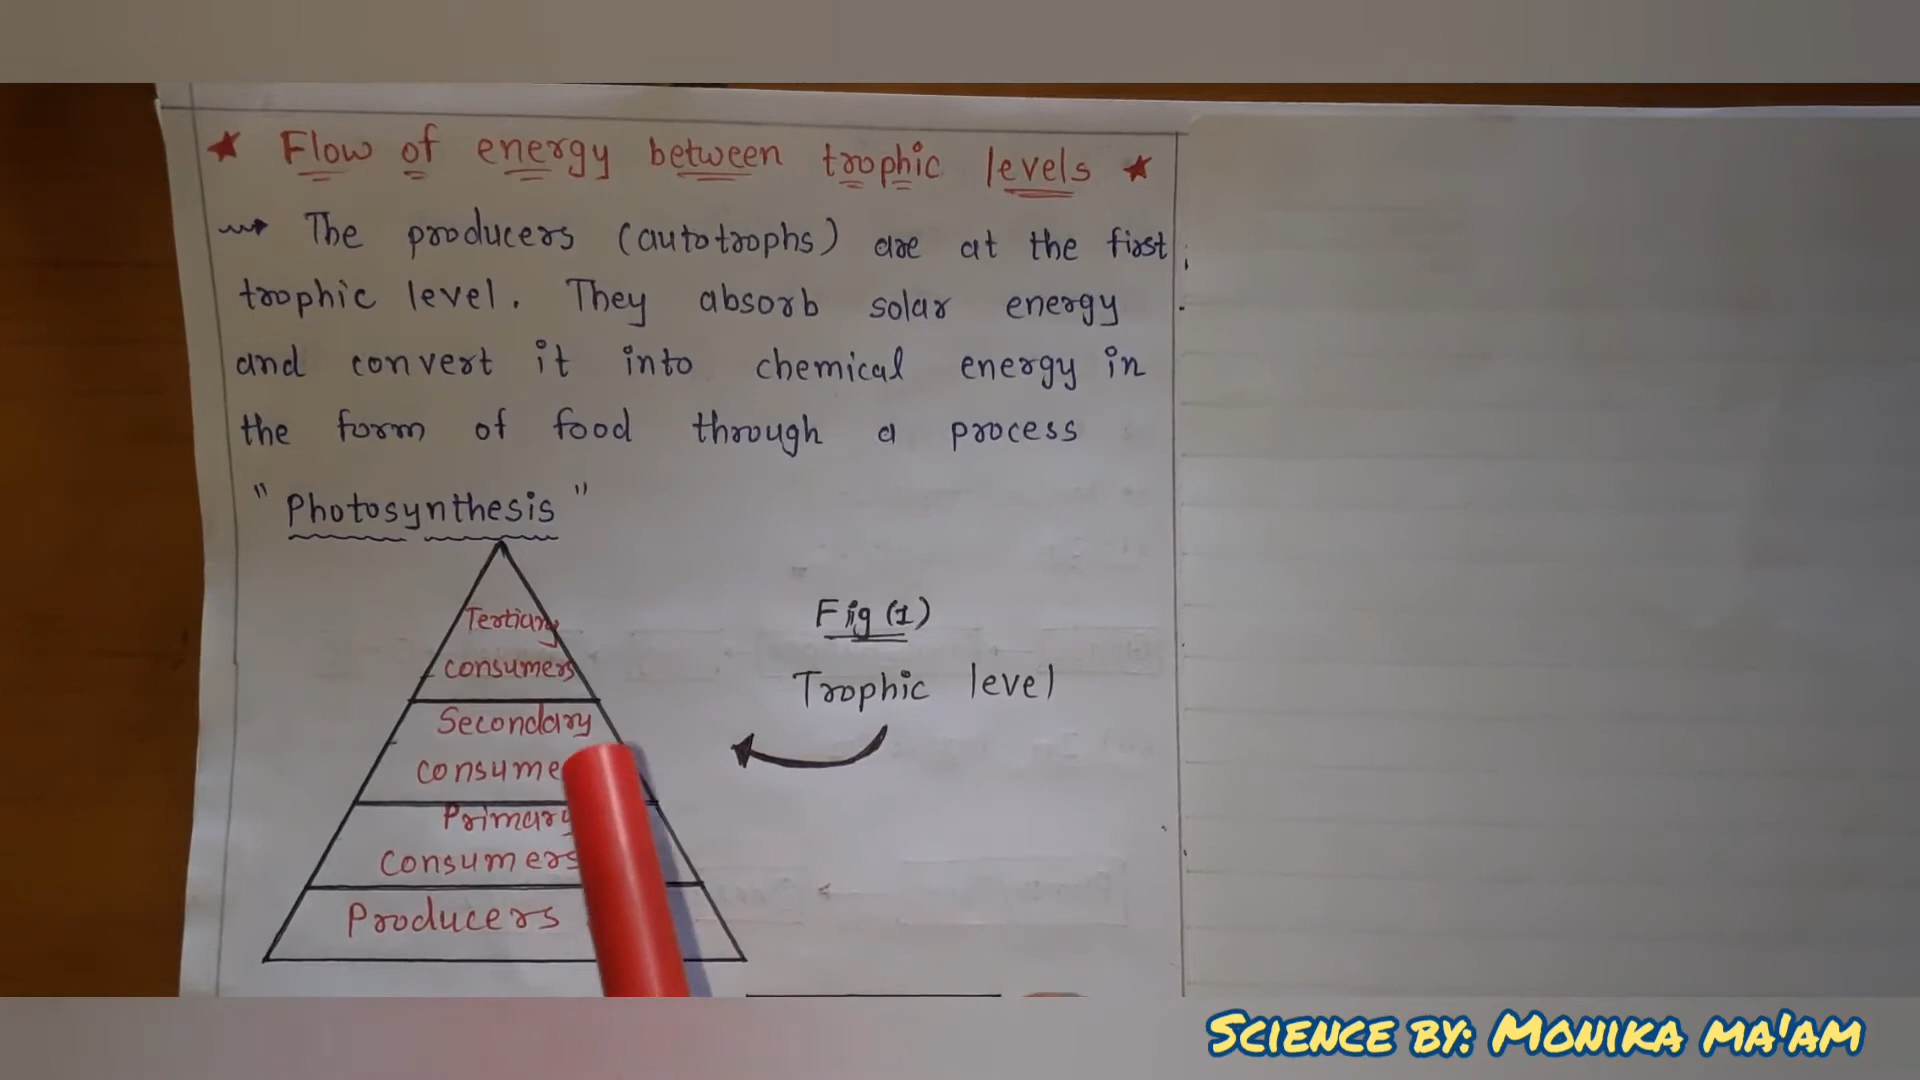 ★ Flow of energy between trophic levels ★
The producers (autotrophs) are at the first
trophic level. They absorb solar energy
and convert it into chemical energy in
the form of food through a process
"Photosynthesis"
Tertiary
consumers
Secondary
consume
Primary
consumers
Producers
Fig (1)
Trophic level
SCIENCE BY: MONIKA MA'AM